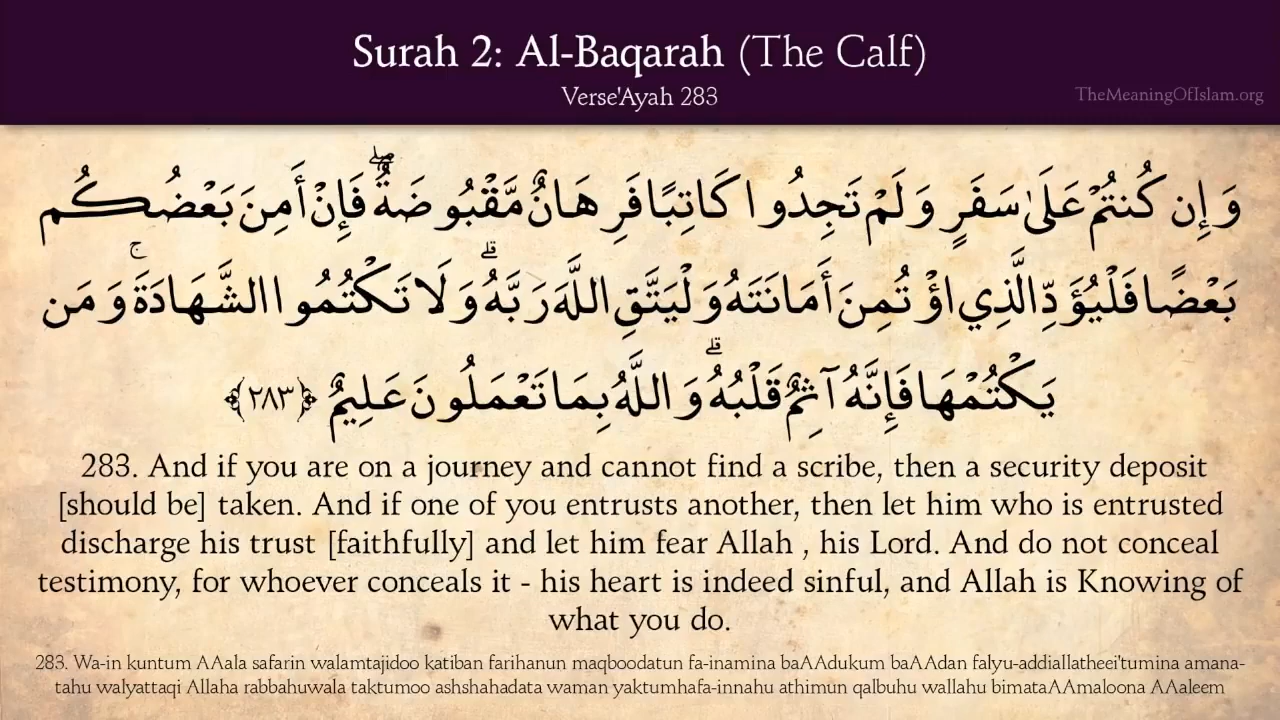 Surah 2: Al-Baqarah (The Calf)
Verse'Ayah 283
TheMeaningOfIslam.org
وَإِن كُنتُمْ عَلَىٰ سَفَرٍ وَلَمْ تَجِدُوا كَاتِبًا فَرِهَانٌ مَّقْبُوضَةٌ ۖ فَإِنْ أَمِنَ بَعْضُكُم
بَعْضًا فَلْيُؤَدِّ الَّذِي اؤْتُمِنَ أَمَانَتَهُ وَلْيَتَّقِ اللَّهَ رَبَّهُ ۗ وَلَا تَكْتُمُوا الشَّهَادَةَ ۚ وَمَن
يَكْتُمْهَا فَإِنَّهُ آثِمٌ قَلْبُهُ ۗ وَاللَّهُ بِمَا تَعْمَلُونَ عَلِيمٌ ﴿٢٨٣﴾
283. And if you are on a journey and cannot find a scribe, then a security deposit
[should be] taken. And if one of you entrusts another, then let him who is entrusted
discharge his trust [faithfully] and let him fear Allah , his Lord. And do not conceal
testimony, for whoever conceals it - his heart is indeed sinful, and Allah is Knowing of
what you do.
283. Wa-in kuntum AAala safarin walamtajidoo katiban farihanun maqboodatun fa-inamina baAAdukum baAAdan falyu-addiallatheei'tumina amana-
tahu walyattaqi Allaha rabbahuwala taktumoo ashshahadata waman yaktumhafa-innahu athimun qalbuhu wallahu bimataAAmaloona AAaleem